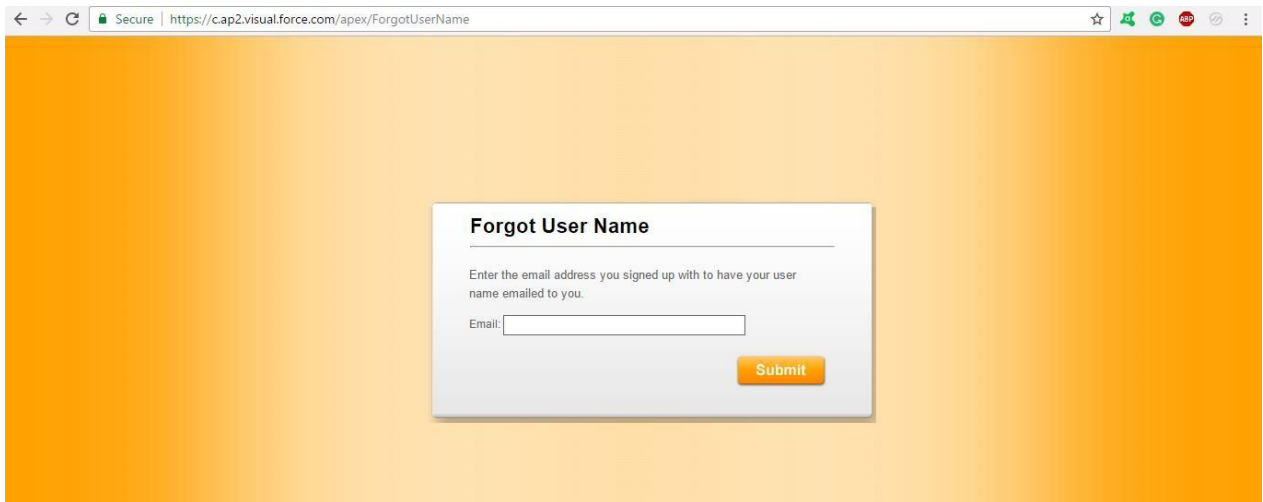 Secure | https://c.ap2.visual.force.com/apex/ForgotUserName
ABP
Forgot User Name
Enter the email address you signed up with to have your user
name emailed to you.
Email:
Submit